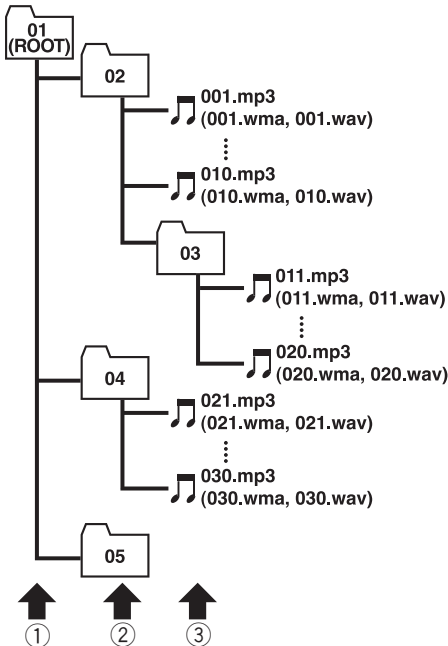 01
(ROOT)
02
001.mp3
(001.wma, 001.wav)
010.mp3
(010.wma, 010.wav)
03
011.mp3
(011.wma, 011.wav)
020.mp3
(020.wma, 020.wav)
04
021.mp3
(021.wma, 021.wav)
030.mp3
(030.wma, 030.wav)
05
① ② ③